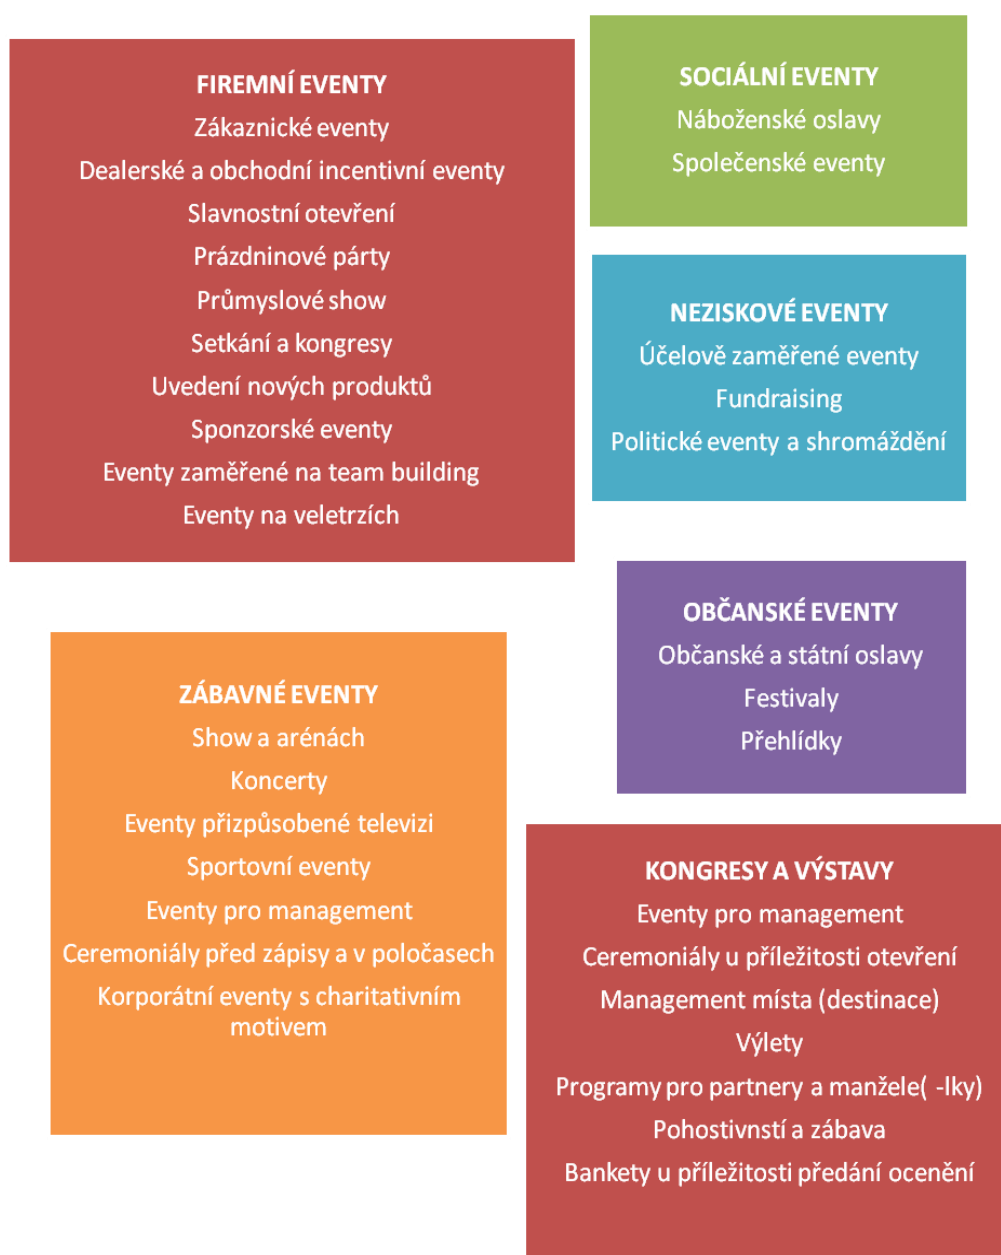 FIREMNÍ EVENTY
Zákaznické eventy
Dealerské a obchodní incentivní eventy
Slavnostní otevření
Prázdninové párty
Průmyslové show
Setkání a kongresy
Uvedení nových produktů
Sponzorské eventy
Eventy zaměřené na team building
Eventy na veletrzích
SOCIÁLNÍ EVENTY
Náboženské oslavy
Společenské eventy
NEZISKOVÉ EVENTY
Účelově zaměřené eventy
Fundraising
Politické eventy a shromáždění
OBČANSKÉ EVENTY
Občanské a státní oslavy
Festivaly
Přehlídky
ZÁBAVNÉ EVENTY
Show a arénách
Koncerty
Eventy přizpůsobené televizi
Sportovní eventy
Eventy pro management
Ceremoniály před zápisy a v poločasech
Korporátní eventy s charitativním
motivem
KONGRESY A VÝSTAVY
Eventy pro management
Ceremoniály u příležitosti otevření
Management místa (destinace)
Výlety
Programy pro partnery a manžele( -lky)
Pohostivnstí a zábava
Bankety u příležitosti předání ocenění